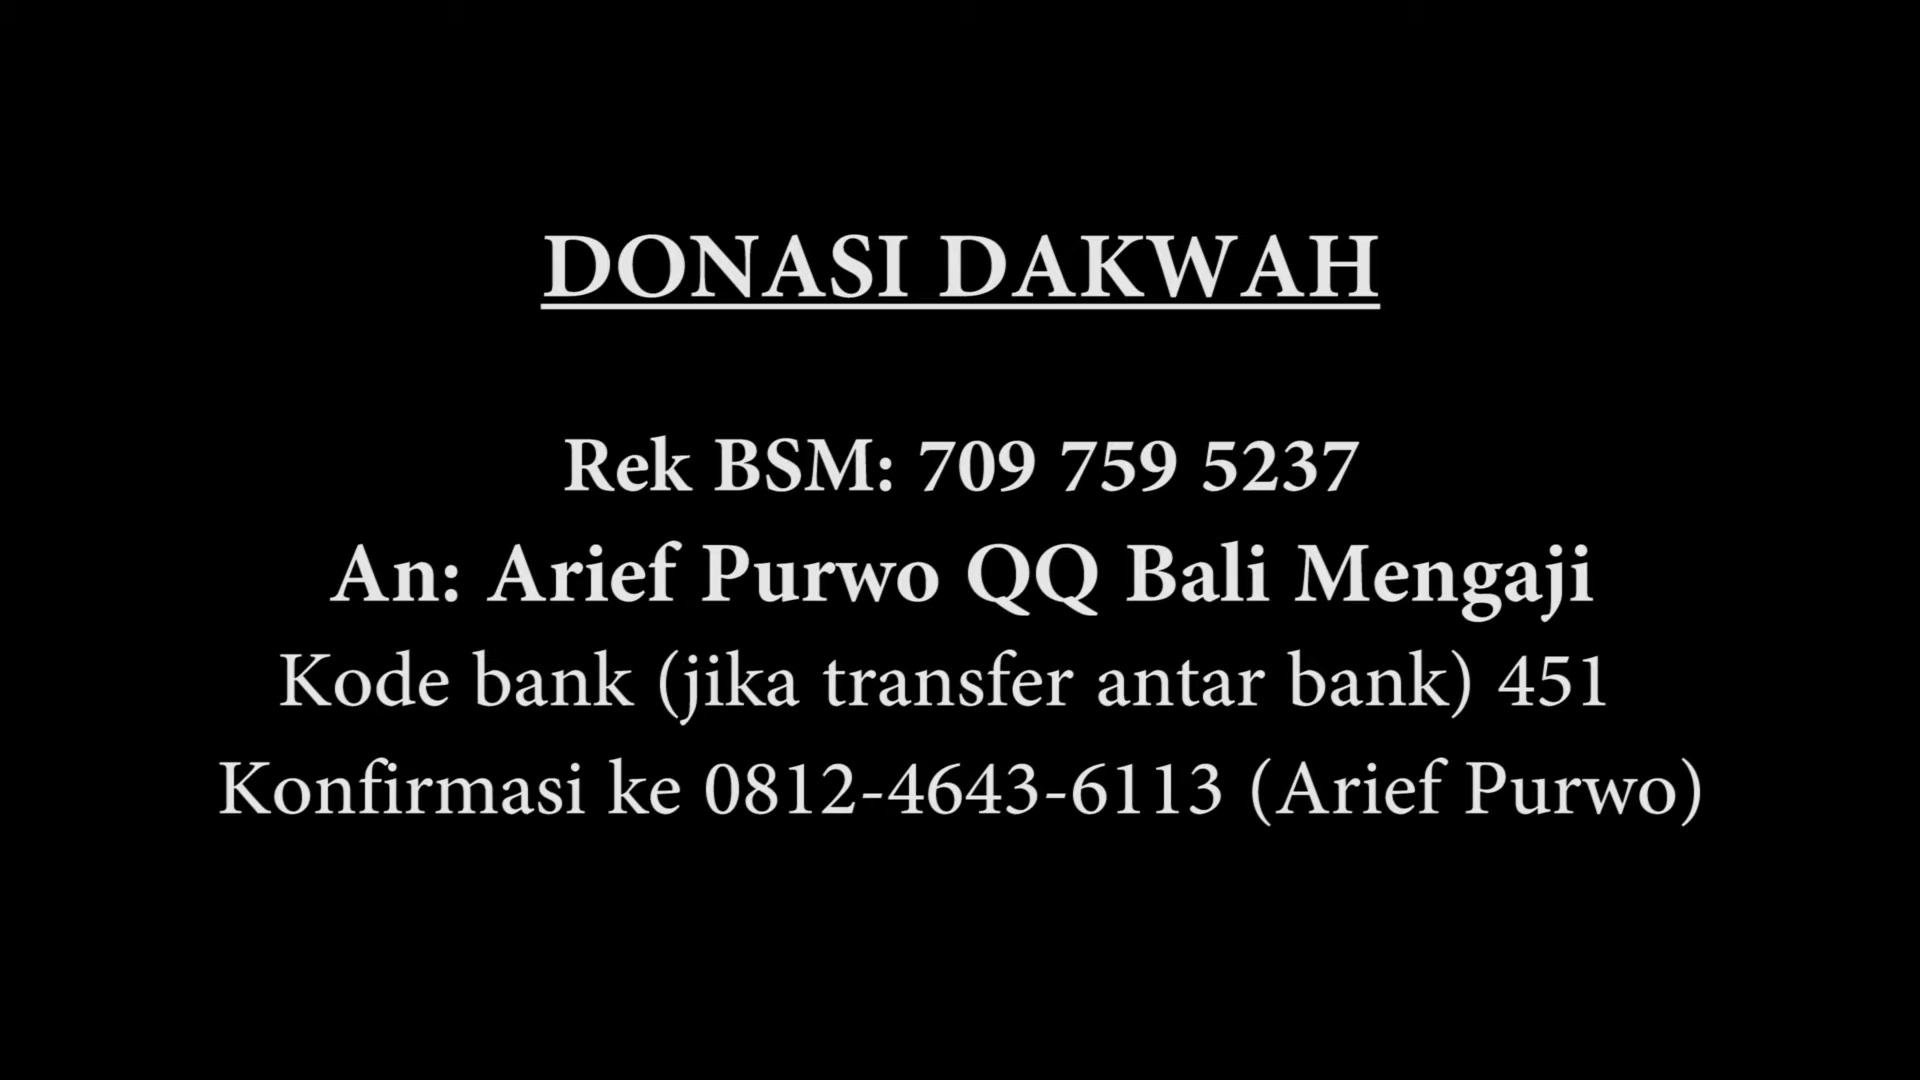 DONASI DAKWAH
Rek BSM: 709 759 5237
An: Arief Purwo QQ Bali Mengaji
Kode bank (jika transfer antar bank) 451
Konfirmasi ke 0812-4643-6113 (Arief Purwo)